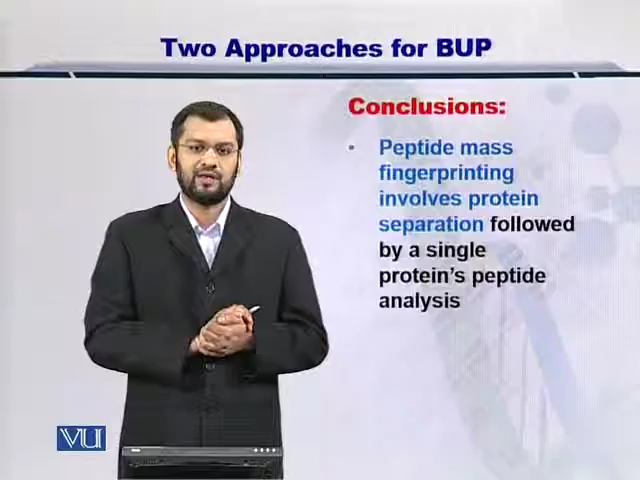 Two Approaches for BUP
Conclusions:
• Peptide mass
fingerprinting
involves protein
separation followed
by a single
protein's peptide
analysis
VU